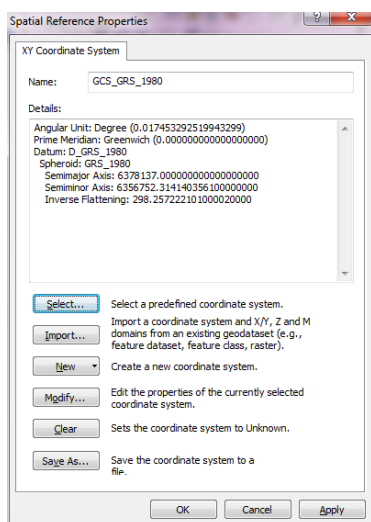 Spatial Reference Properties
?
XY Coordinate System
Name: GCS_GRS_1980
Details:
Angular Unit: Degree (0.017453292519943299)
Prime Meridian: Greenwich (0.000000000000000000)
Datum: D_GRS_1980
Spheroid: GRS_1980
Semimajor Axis: 6378137.000000000000000000
Semiminor Axis: 6356752.314140356100000000
Inverse Flattening: 298.257222101000020000
Select... Select a predefined coordinate system.
Import a coordinate system and X/Y, Z and M
Import... domains from an existing geodataset (e.g.,
feature dataset, feature class, raster).
New Create a new coordinate system.
Modify... Edit the properties of the currently selected
coordinate system.
Clear Sets the coordinate system to Unknown.
Save As... Save the coordinate system to a
file.
OK Cancel Apply